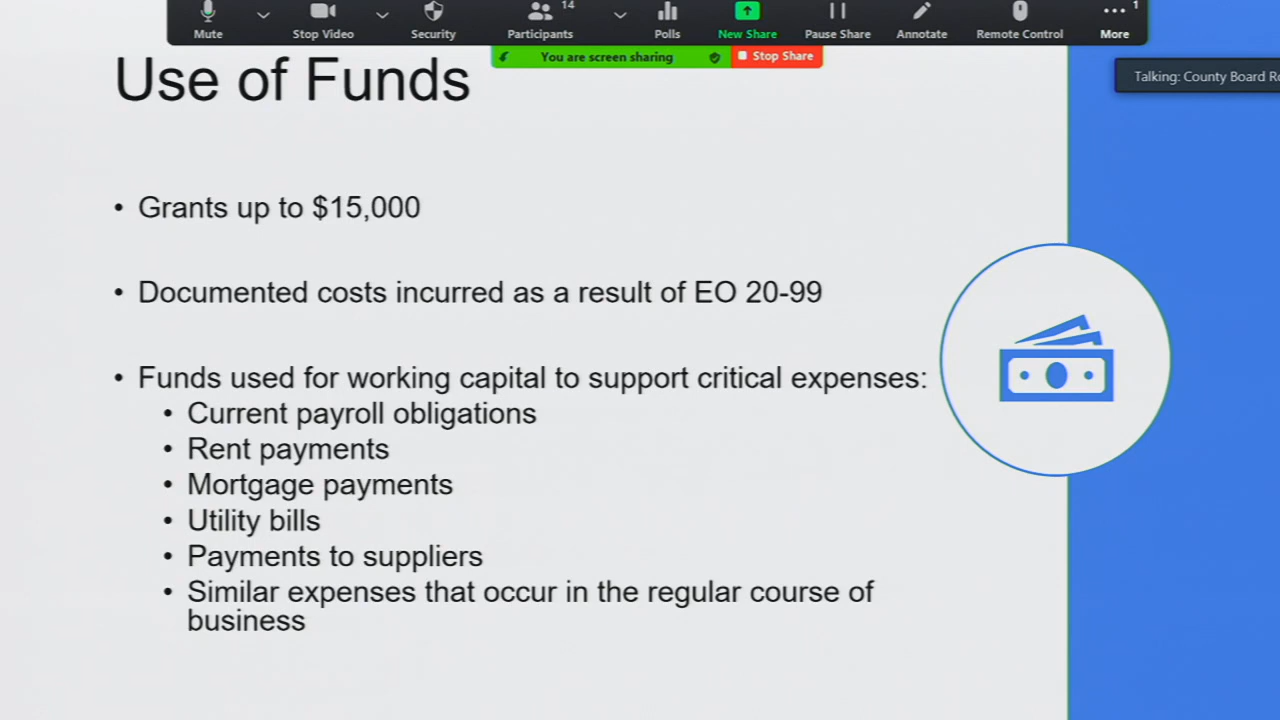 14
1
Mute
Stop Video
Security
Participants
Polls
New Share
Pause Share
Annotate
Remote Control
More
You are screen sharing
Stop Share
Talking: County Board
Use of Funds
• Grants up to $15,000
• Documented costs incurred as a result of EO 20-99
• Funds used for working capital to support critical expenses:
• Current payroll obligations
• Rent payments
• Mortgage payments
• Utility bills
• Payments to suppliers
• Similar expenses that occur in the regular course of
business